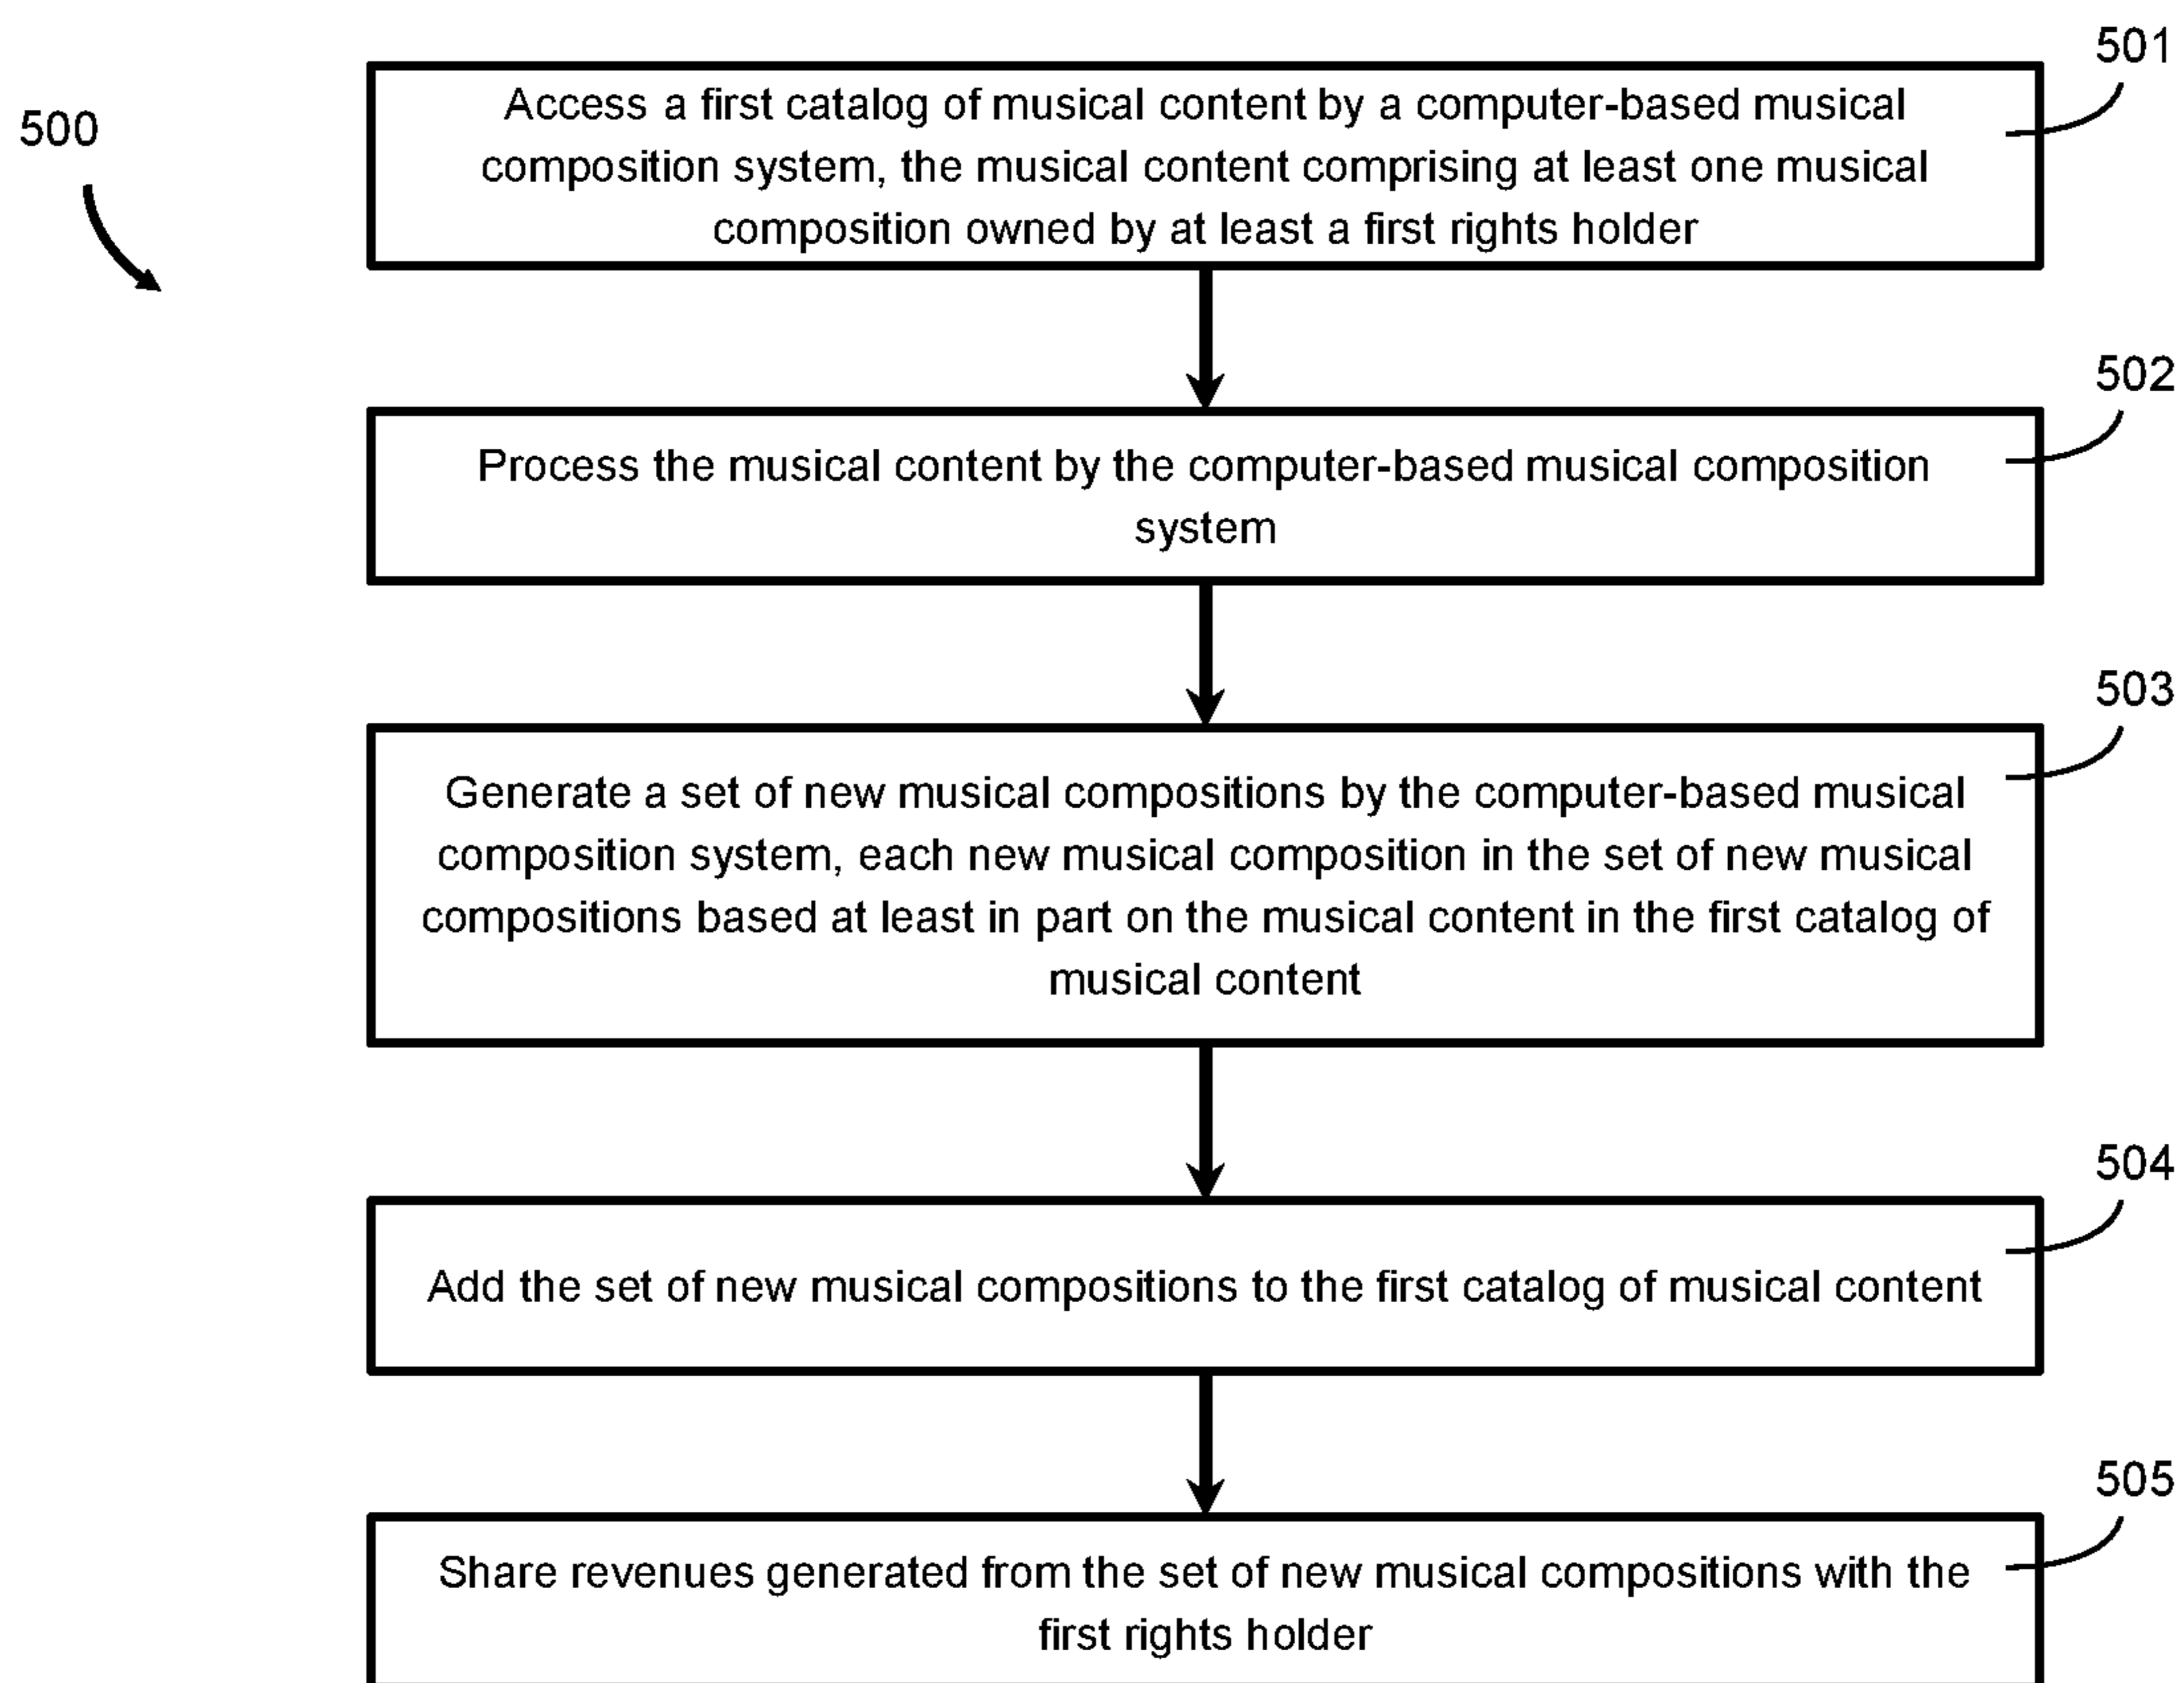 501
500
Access a first catalog of musical content by a computer-based musical
composition system, the musical content comprising at least one musical
composition owned by at least a first rights holder
502
Process the musical content by the computer-based musical composition
system
503
Generate a set of new musical compositions by the computer-based musical
composition system, each new musical composition in the set of new musical
compositions based at least in part on the musical content in the first catalog of
musical content
504
Add the set of new musical compositions to the first catalog of musical content
505
Share revenues generated from the set of new musical compositions with the
first rights holder